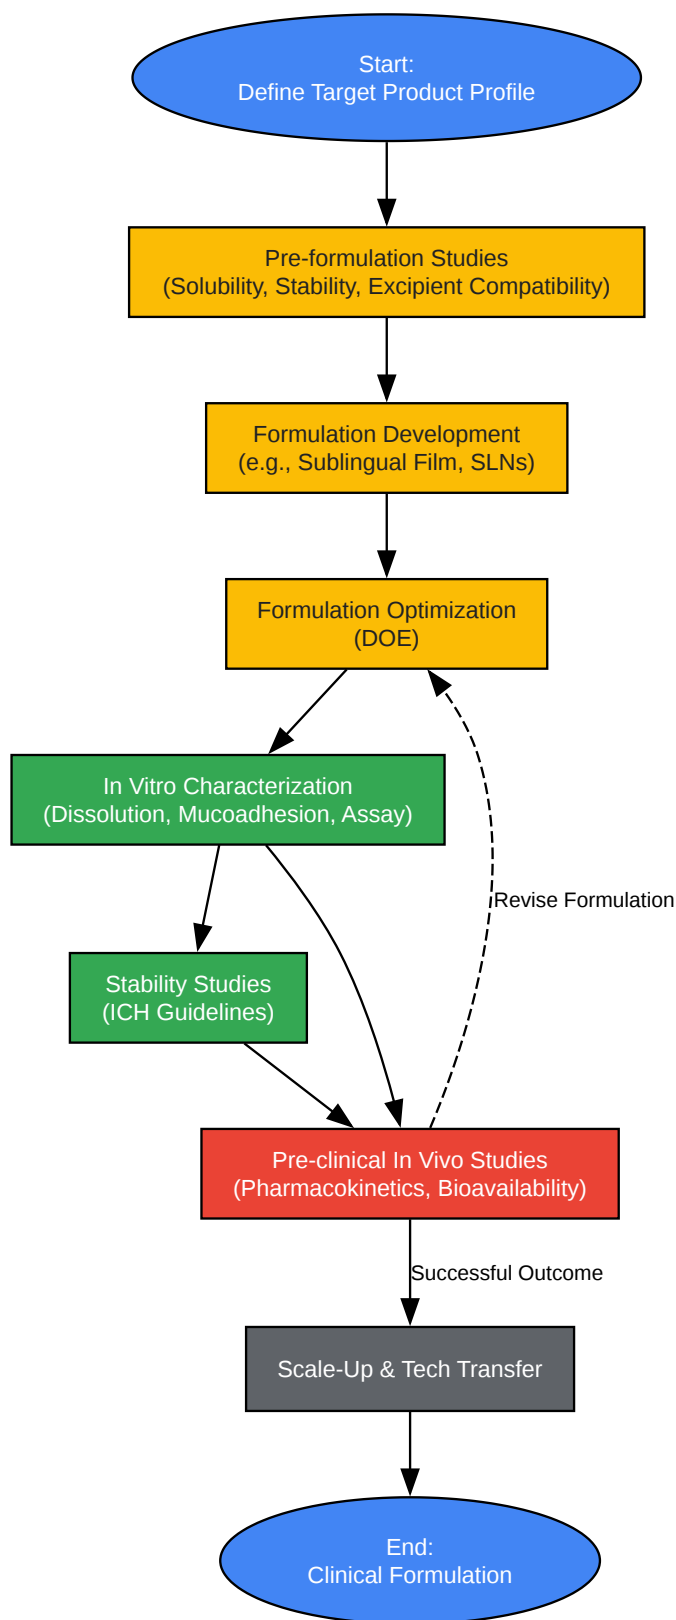 Start:
Define Target Product Profile
Pre-formulation Studies
(Solubility, Stability, Excipient Compatibility)
Formulation Development
(e.g., Sublingual Film, SLNs)
Formulation Optimization
(DOE)
In Vitro Characterization
(Dissolution, Mucoadhesion, Assay)
Revise Formulation
Stability Studies
(ICH Guidelines)
Pre-clinical In Vivo Studies
(Pharmacokinetics, Bioavailability)
Successful Outcome
Scale-Up & Tech Transfer
End:
Clinical Formulation